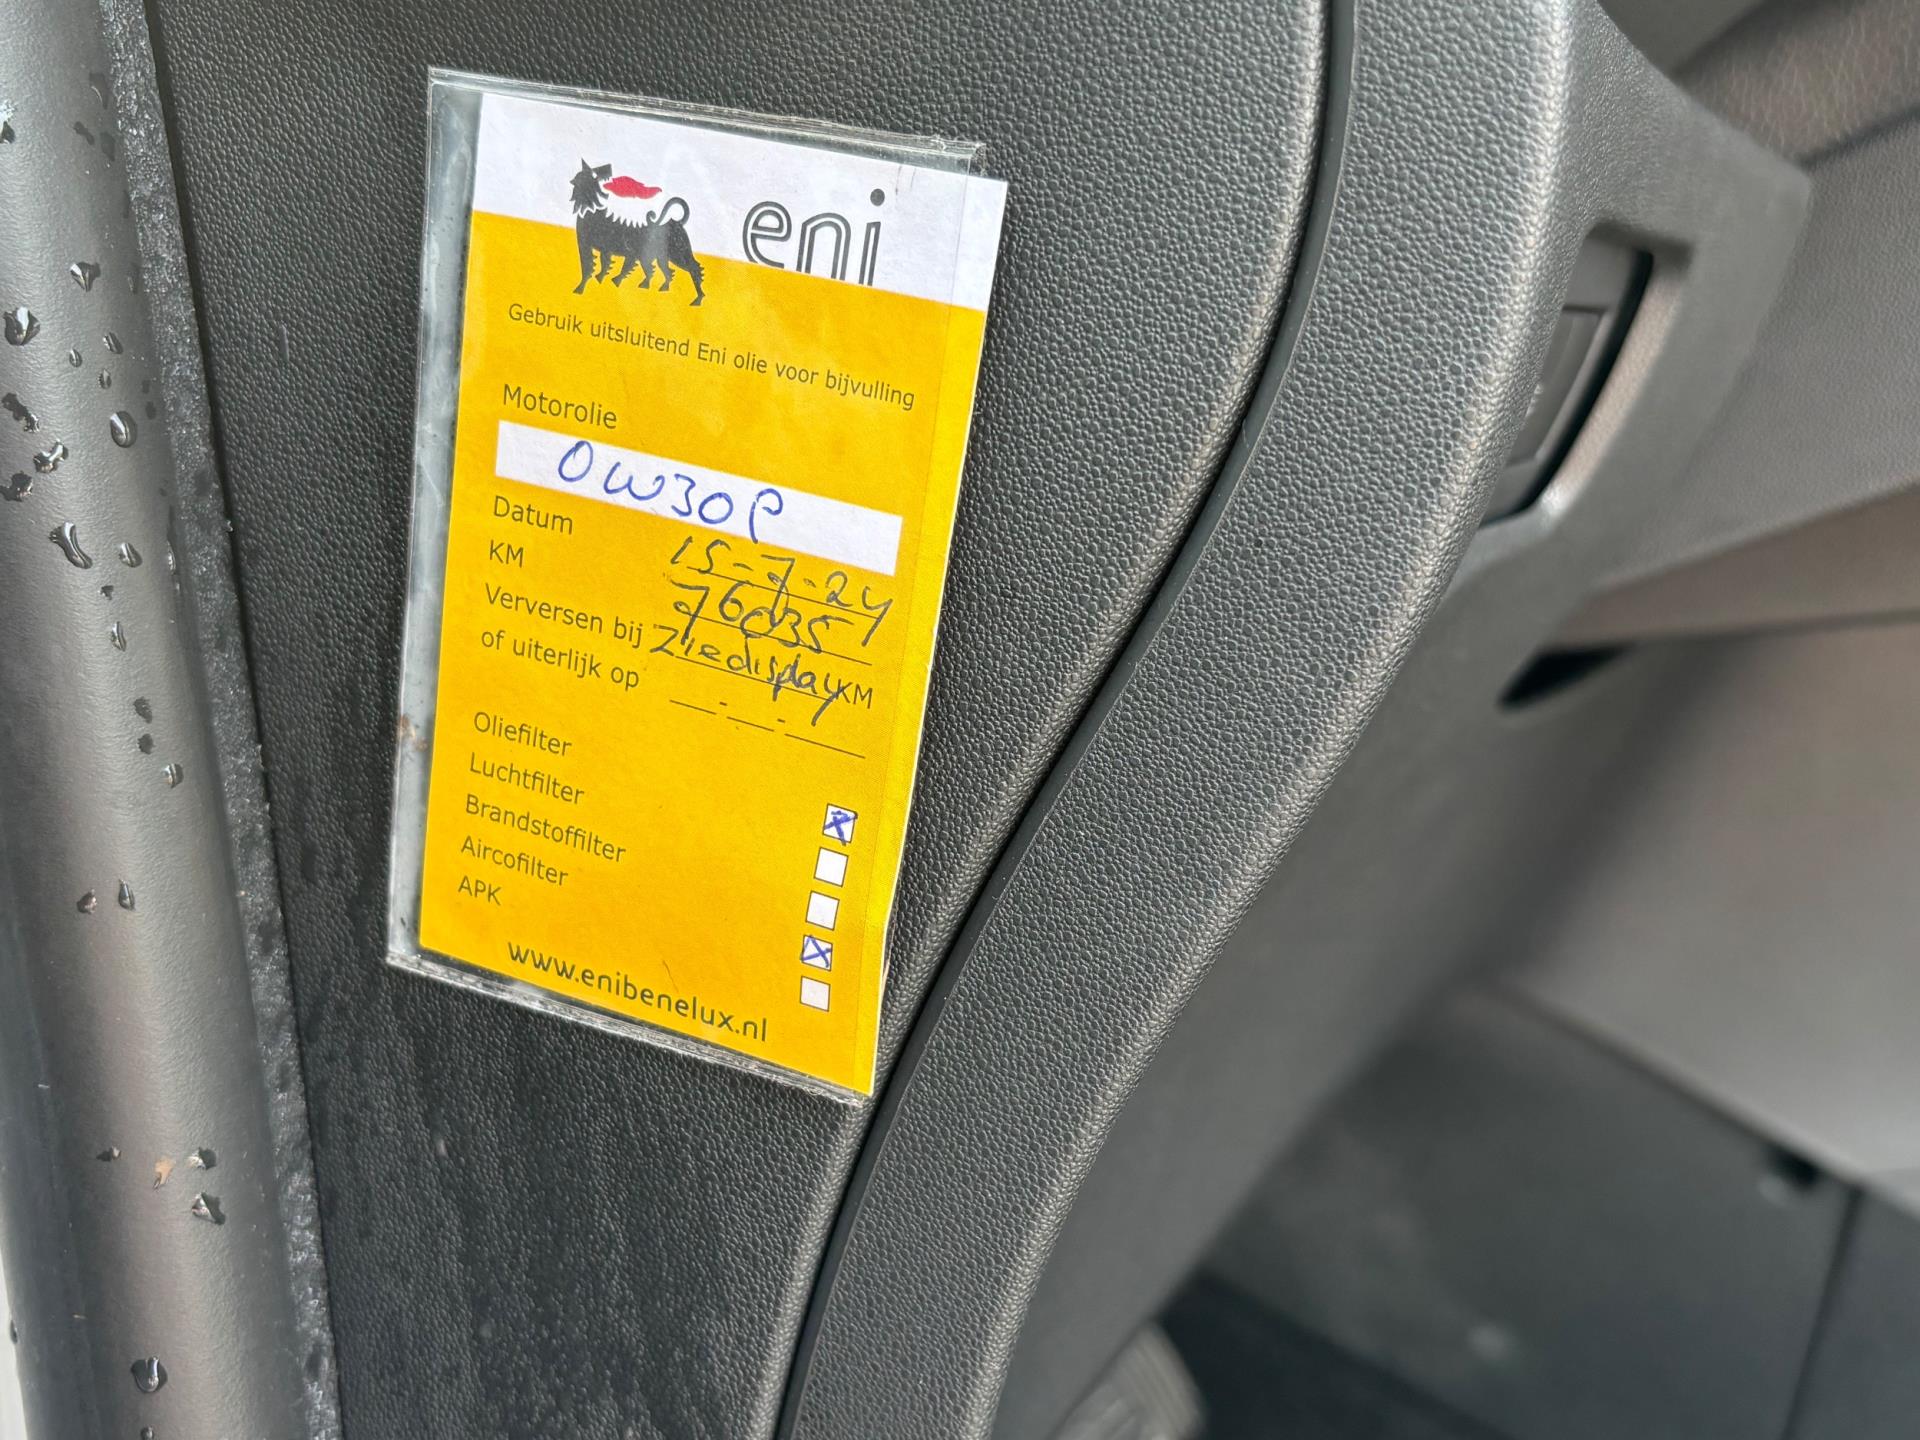 eni
Gebruik uitsluitend Eni olie voor bijvulling
Motorolie
0W30P
Datum 15-7-24
KM 76035
Verversen bij Ziedisplay KM
of uiterlijk op
Oliefilter
Luchtfilter
Brandstoffilter
Aircofilter
APK
www.enibenelux.nl